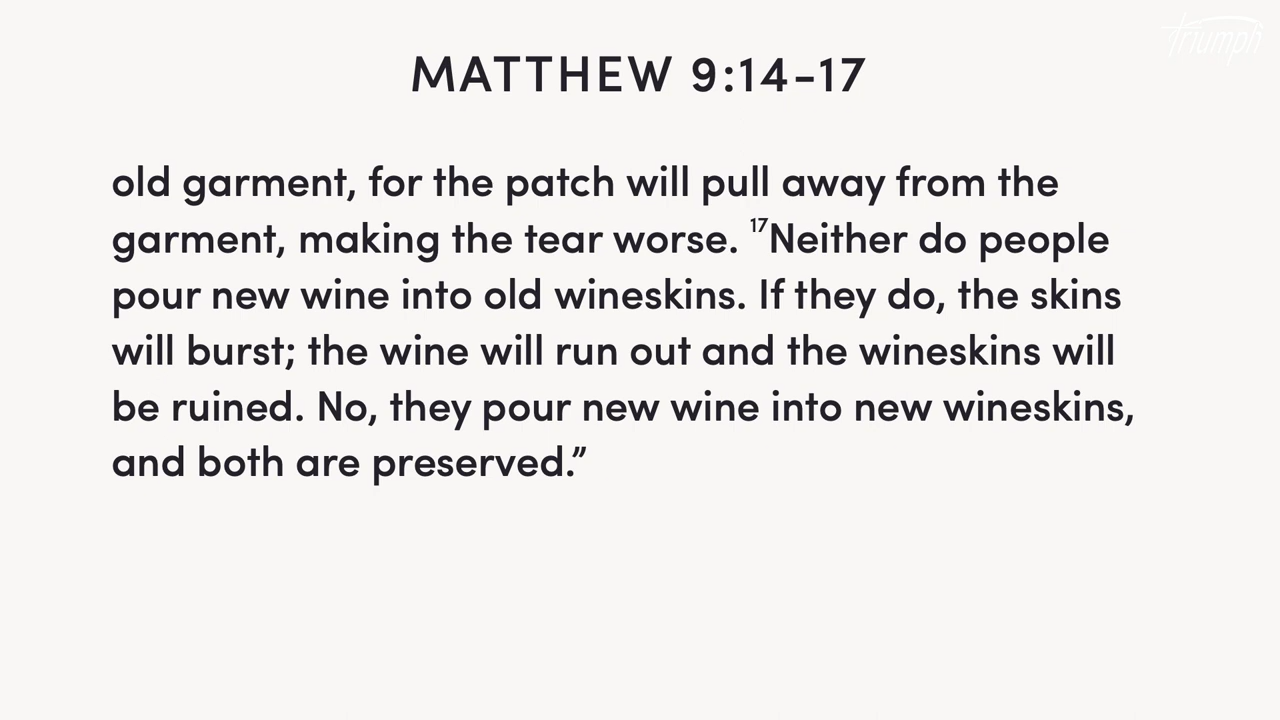 triumph
MATTHEW 9:14-17
old garment, for the patch will pull away from the
garment, making the tear worse. 17Neither do people
pour new wine into old wineskins. If they do, the skins
will burst; the wine will run out and the wineskins will
be ruined. No, they pour new wine into new wineskins,
and both are preserved.”